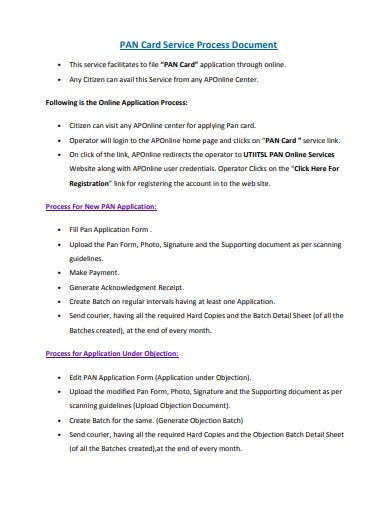 PAN Card Service Process Document
• This service facilitates to file “PAN Card” application through online.
• Any Citizen can avail this Service from any APOnline Center.
Following is the Online Application Process:
• Citizen can visit any APOnline center for applying Pan card.
• Operator will login to the APOnline home page and clicks on “PAN Card ” service link.
• On click of the link, APOnline redirects the operator to UTIITSL PAN Online Services
Website along with APOnline user credentials. Operator Clicks on the “Click Here For
Registration” link for registering the account in to the web site.
Process For New PAN Application:
• Fill Pan Application Form .
• Upload the Pan Form, Photo, Signature and the Supporting document as per scanning
guidelines.
• Make Payment.
• Generate Acknowledgment Receipt.
• Create Batch on regular intervals having at least one Application.
• Send courier, having all the required Hard Copies and the Batch Detail Sheet (of all the
Batches created), at the end of every month.
Process for Application Under Objection:
• Edit PAN Application Form (Application under Objection).
• Upload the modified Pan Form, Photo, Signature and the Supporting document as per
scanning guidelines (Upload Objection Document).
• Create Batch for the same. (Generate Objection Batch)
• Send courier, having all the required Hard Copies and the Objection Batch Detail Sheet
(of all the Batches created),at the end of every month.